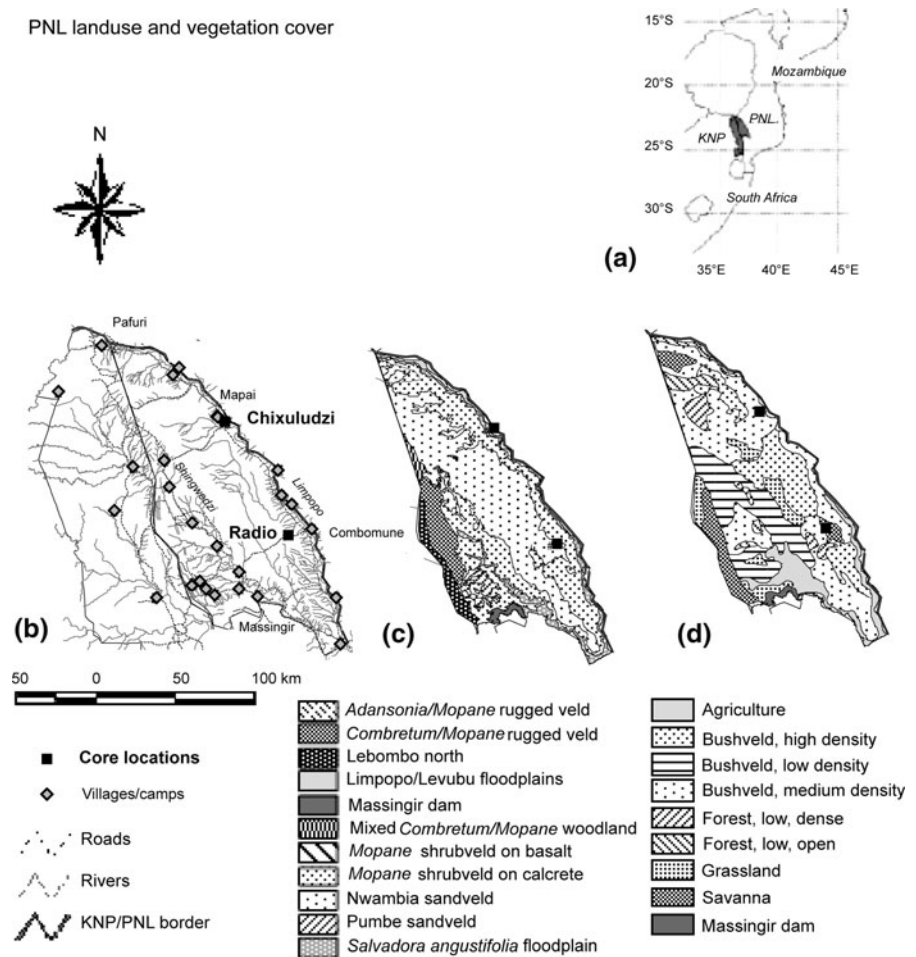 PNL landuse and vegetation cover
N
15°S
20°S
25°S
30°S
Mozambique
PNL.
KNP
South Africa
(a)
35°E 40°E 45°E
Pafuri
Mapai
Chixuludzi
Shingwedzi
Limpopo
Radio
Combomune
Massingir
(b)
(c)
(d)
50 0 50 100 km
Core locations
Villages/camps
Roads
Rivers
KNP/PNL border
Adansonia/Mopane rugged veld
Combretum/Mopane rugged veld
Lebombo north
Limpopo/Levubu floodplains
Massingir dam
Mixed Combretum/Mopane woodland
Mopane shrubveld on basalt
Mopane shrubveld on calcrete
Nwambia sandveld
Pumbe sandveld
Salvadora angustifolia floodplain
Agriculture
Bushveld, high density
Bushveld, low density
Bushveld, medium density
Forest, low, dense
Forest, low, open
Grassland
Savanna
Massingir dam